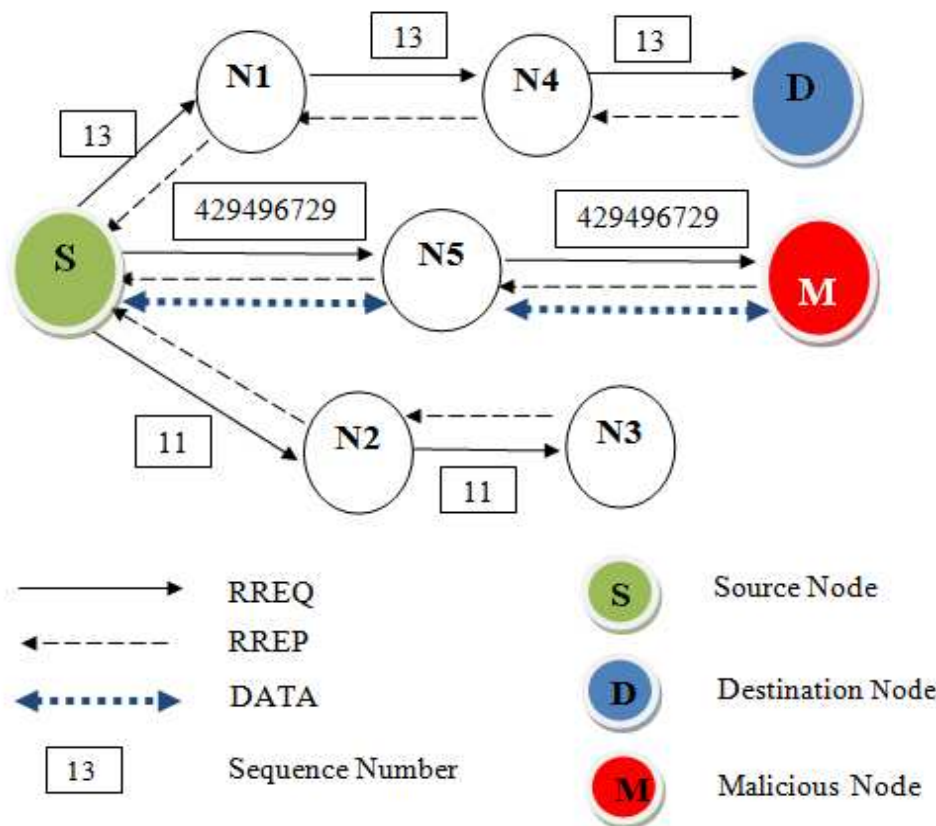 13
13
N1
N4
D
13
429496729
429496729
S
N5
M
11
N2
N3
11
RREQ
S
Source Node
RREP
DATA
D
Destination Node
13
Sequence Number
M
Malicious Node